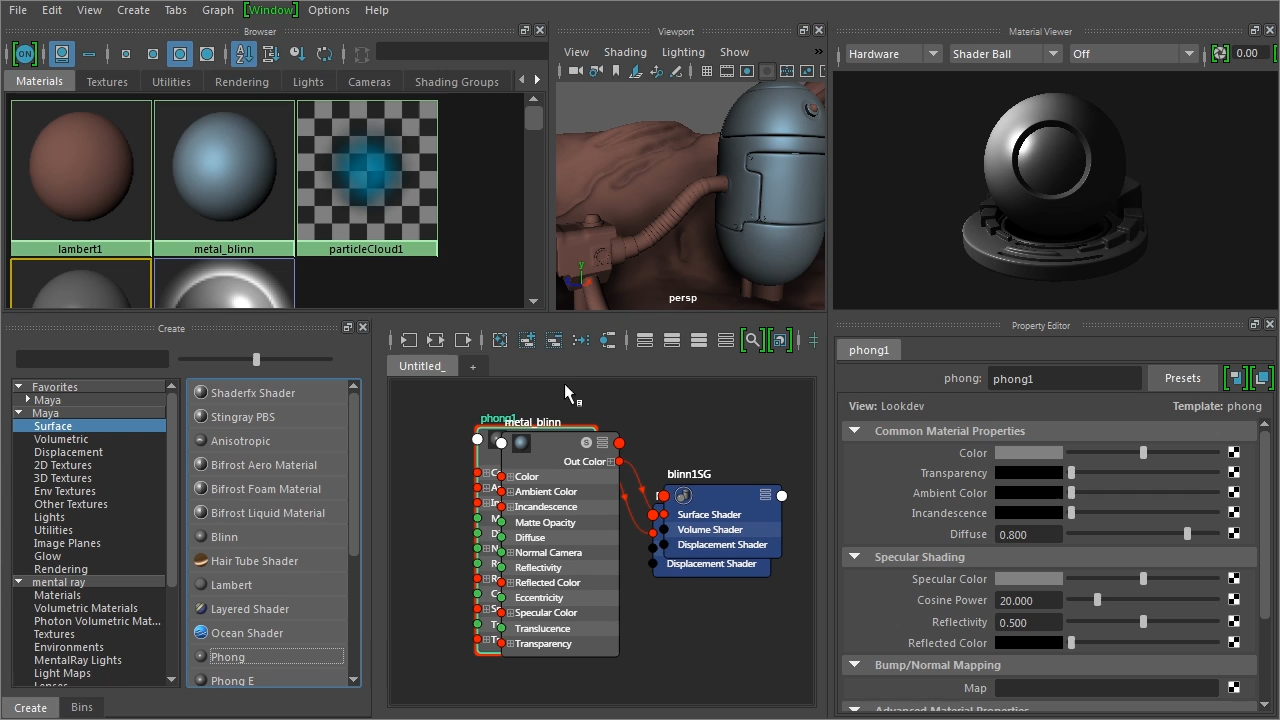 File Edit View Create Tabs Graph [Window] Options Help
Browser
ON
Materials Textures Utilities Rendering Lights Cameras Shading Groups
lambert1 metal_blinn particleCloud1
Viewport
View Shading Lighting Show »
y
persp
Material Viewer
Hardware Shader Ball Off 0.00
Create
Favorites
Maya
Maya
Surface
Volumetric
Displacement
2D Textures
3D Textures
Env Textures
Other Textures
Lights
Utilities
Image Planes
Glow
Rendering
mental ray
Materials
Volumetric Materials
Photon Volumetric Mat...
Textures
Environments
MentalRay Lights
Light Maps
Lenses
Shaderfx Shader
Stingray PBS
Anisotropic
Bifrost Aero Material
Bifrost Foam Material
Bifrost Liquid Material
Blinn
Hair Tube Shader
Lambert
Layered Shader
Ocean Shader
Phong
Phong E
Create Bins
Untitled_ +
phong1
metal_blinn
S
Out Color
Color
Ambient Color
Incandescence
Matte Opacity
Diffuse
Normal Camera
Reflectivity
Reflected Color
Eccentricity
Specular Color
Translucence
Transparency
blinn1SG
Surface Shader
Volume Shader
Displacement Shader
Displacement Shader
Property Editor
phong1
phong: phong1 Presets
View: Lookdev Template: phong
Common Material Properties
Color
Transparency
Ambient Color
Incandescence
Diffuse 0.800
Specular Shading
Specular Color
Cosine Power 20.000
Reflectivity 0.500
Reflected Color
Bump/Normal Mapping
Map
Advanced Material Properties